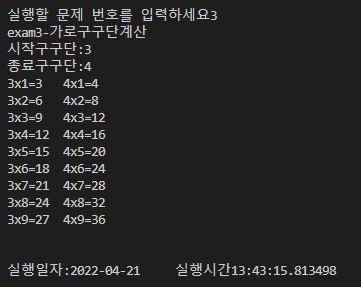 실행할 문제 번호를 입력하세요3
exam3-가로구구단계산
시작구구단:3
종료구구단:4
3x1=3 4x1=4
3x2=6 4x2=8
3x3=9 4x3=12
3x4=12 4x4=16
3x5=15 4x5=20
3x6=18 4x6=24
3x7=21 4x7=28
3x8=24 4x8=32
3x9=27 4x9=36
실행일자:2022-04-21 실행시간13:43:15.813498